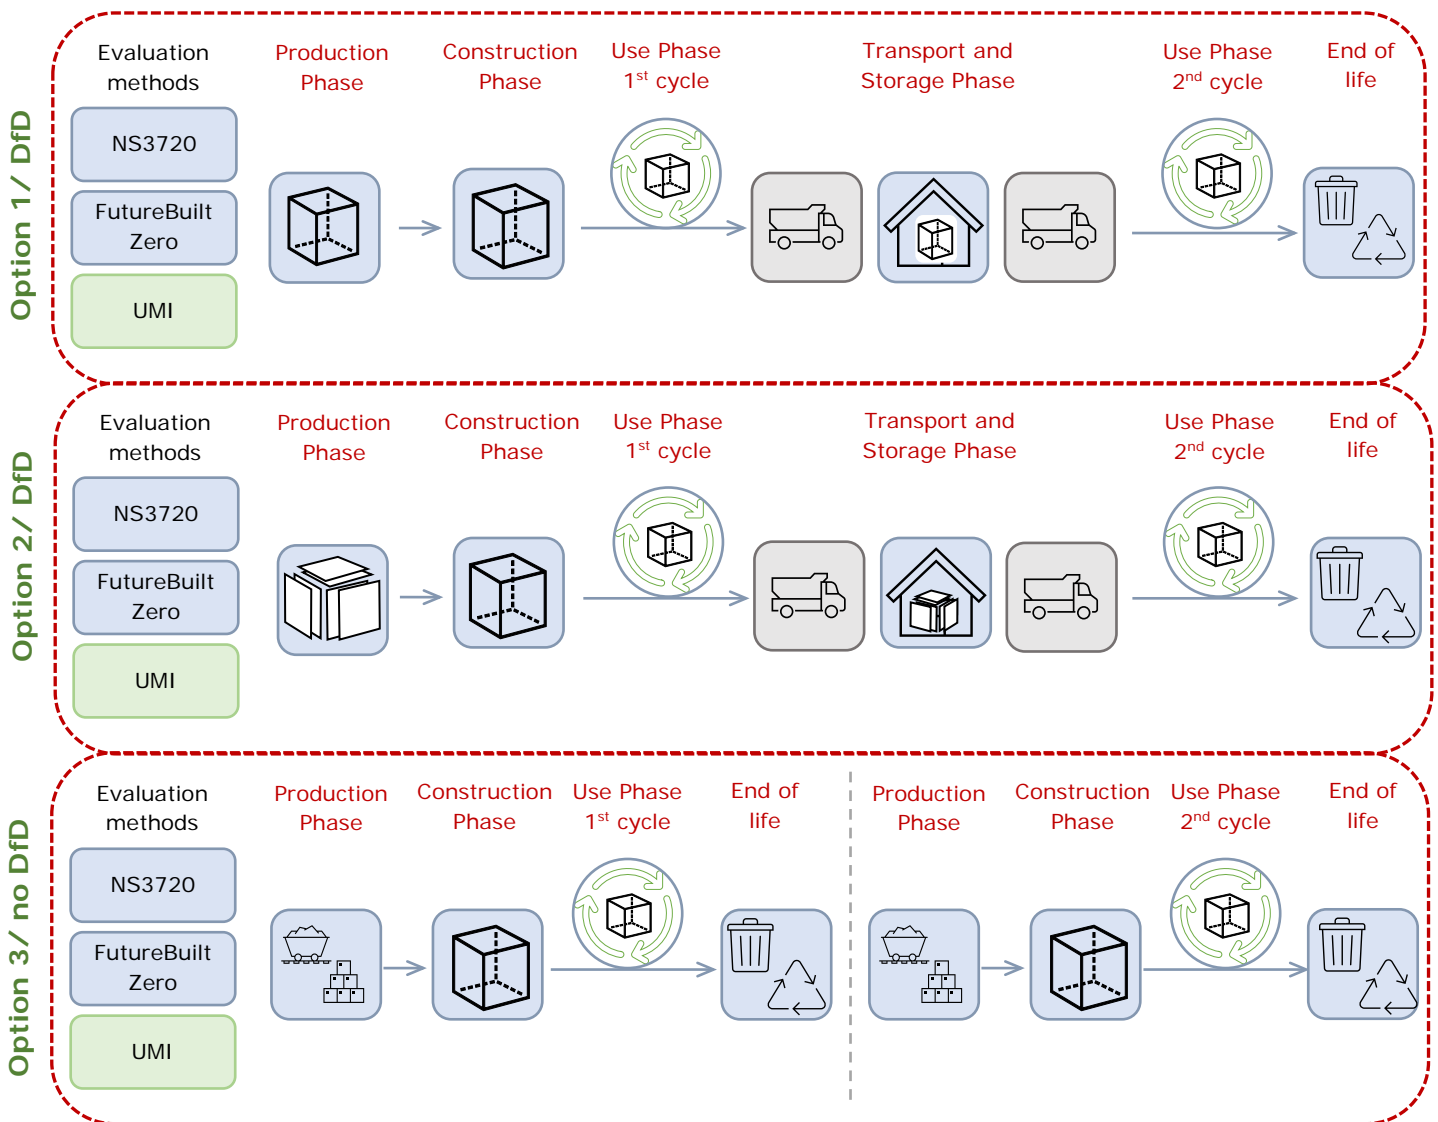 Option 1/ DfD
Evaluation
methods
NS3720
FutureBuilt
Zero
UMI
Production
Phase
Construction
Phase
Use Phase
1st cycle
Transport and
Storage Phase
Use Phase
2nd cycle
End of
life
Option 2/ DfD
Evaluation
methods
NS3720
FutureBuilt
Zero
UMI
Production
Phase
Construction
Phase
Use Phase
1st cycle
Transport and
Storage Phase
Use Phase
2nd cycle
End of
life
Option 3/ no DfD
Evaluation
methods
NS3720
FutureBuilt
Zero
UMI
Production
Phase
Construction
Phase
Use Phase
1st cycle
End of
life
Production
Phase
Construction
Phase
Use Phase
2nd cycle
End of
life